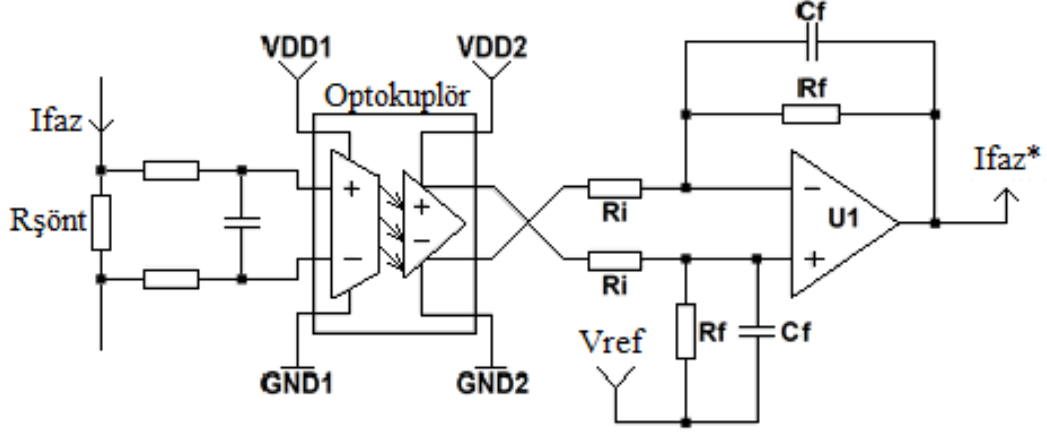 Cf
VDD1
VDD2
Optokuplör
Rf
Ifaz
Ifaz*
+
+
−
Ri
U1
Rşönt
−
−
+
Ri
Vref
Rf
Cf
GND1
GND2